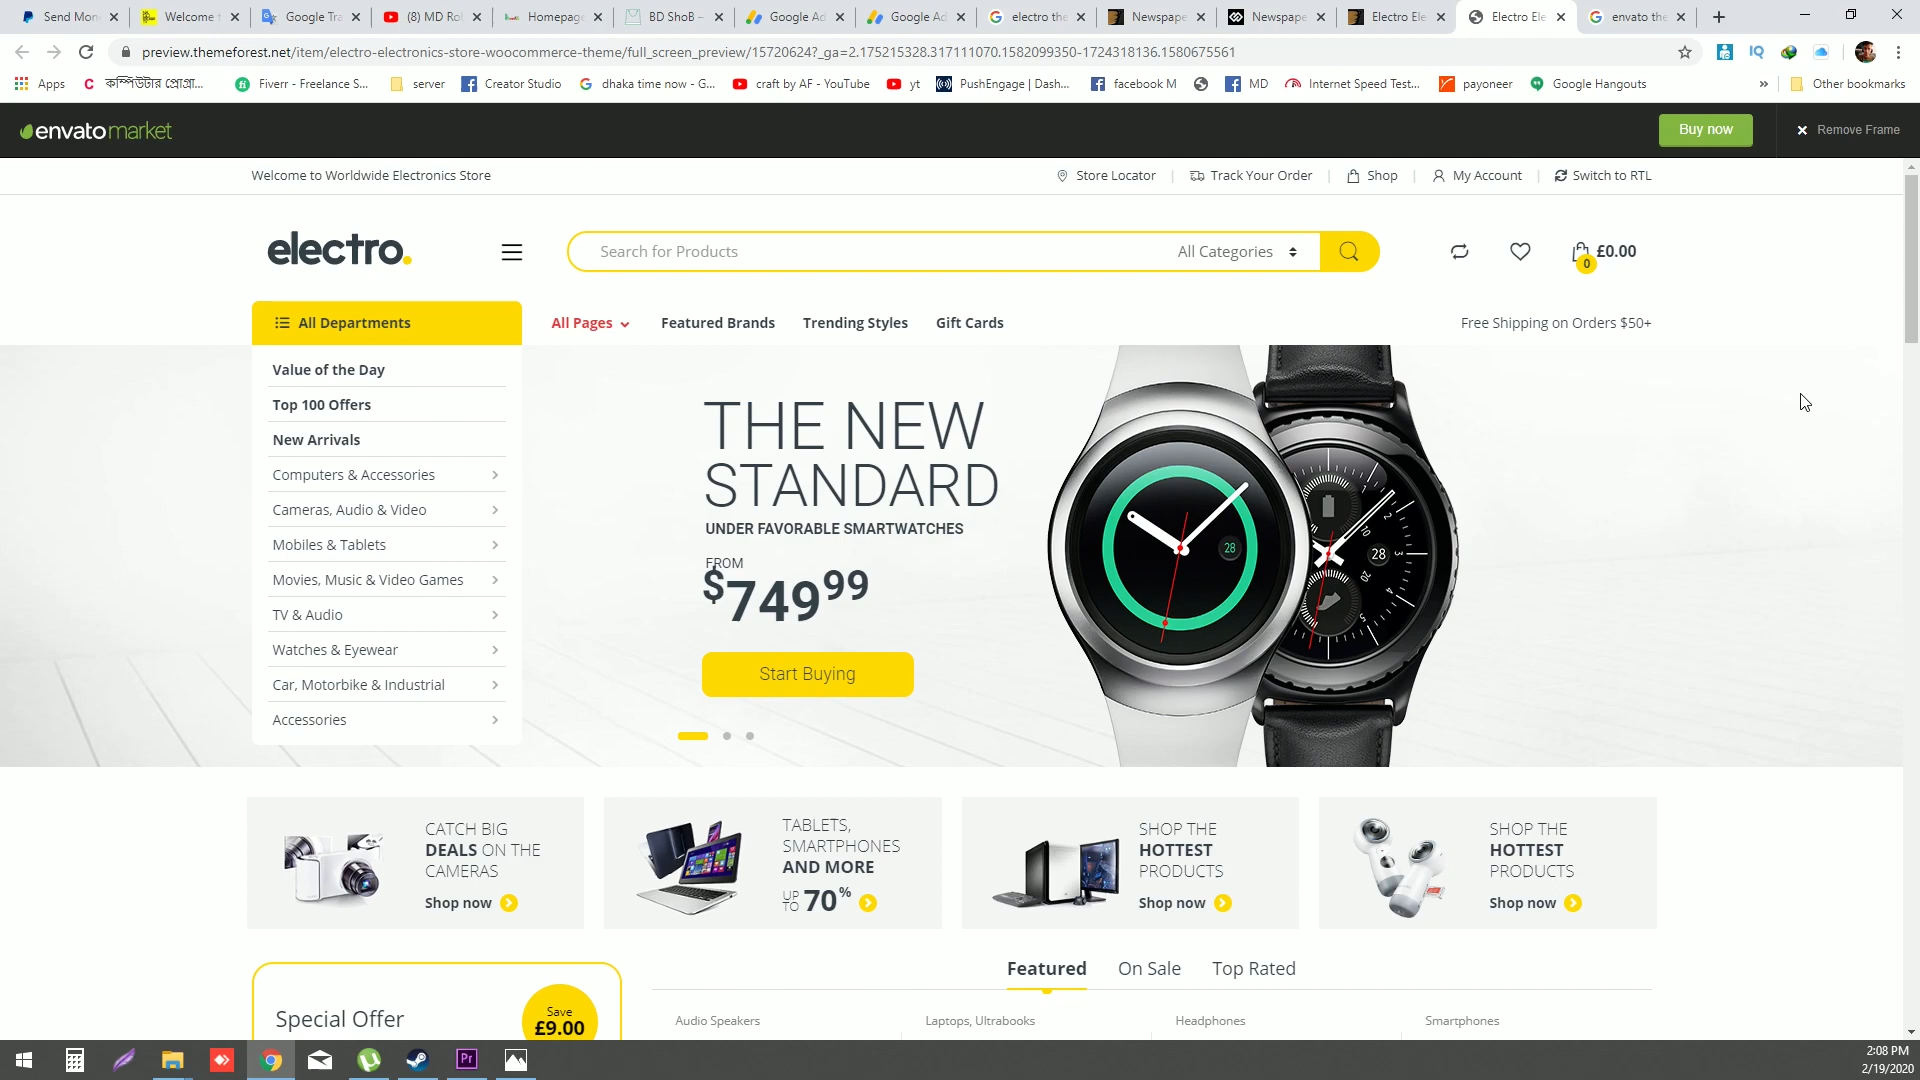 Send Mon
Welcome t
Google Tra
(8) MD Ro
Homepage
BD ShoB –
Google Ad
Google Ad
electro the
Newspape
Newspape
Electro Ele
Electro Ele
envato the
preview.themeforest.net/item/electro-electronics-store-woocommerce-theme/full_screen_preview/15720624?_ga=2.175215328.317111070.1582099350-1724318136.1580675561
IQ
Apps
কম্পিউটার প্রোগ্রা...
Fiverr - Freelance S...
server
Creator Studio
dhaka time now - G...
craft by AF - YouTube
yt
PushEngage | Dash...
facebook M
MD
Internet Speed Test...
payoneer
Google Hangouts
»
Other bookmarks
envatomarket
Buy now
Remove Frame
Welcome to Worldwide Electronics Store
Store Locator
Track Your Order
Shop
My Account
Switch to RTL
electro.
Search for Products
All Categories
0
£0.00
All Departments
All Pages
Featured Brands
Trending Styles
Gift Cards
Free Shipping on Orders $50+
Value of the Day
Top 100 Offers
New Arrivals
Computers & Accessories
Cameras, Audio & Video
Mobiles & Tablets
Movies, Music & Video Games
TV & Audio
Watches & Eyewear
Car, Motorbike & Industrial
Accessories
THE NEW
STANDARD
UNDER FAVORABLE SMARTWATCHES
FROM
$749 99
Start Buying
28
28
CATCH BIG
DEALS ON THE
CAMERAS
Shop now
TABLETS,
SMARTPHONES
AND MORE
UP TO 70%
SHOP THE
HOTTEST
PRODUCTS
Shop now
SHOP THE
HOTTEST
PRODUCTS
Shop now
Special Offer
Save
£9.00
Featured
On Sale
Top Rated
Audio Speakers
Laptops, Ultrabooks
Headphones
Smartphones
Pr
2:08 PM
2/19/2020